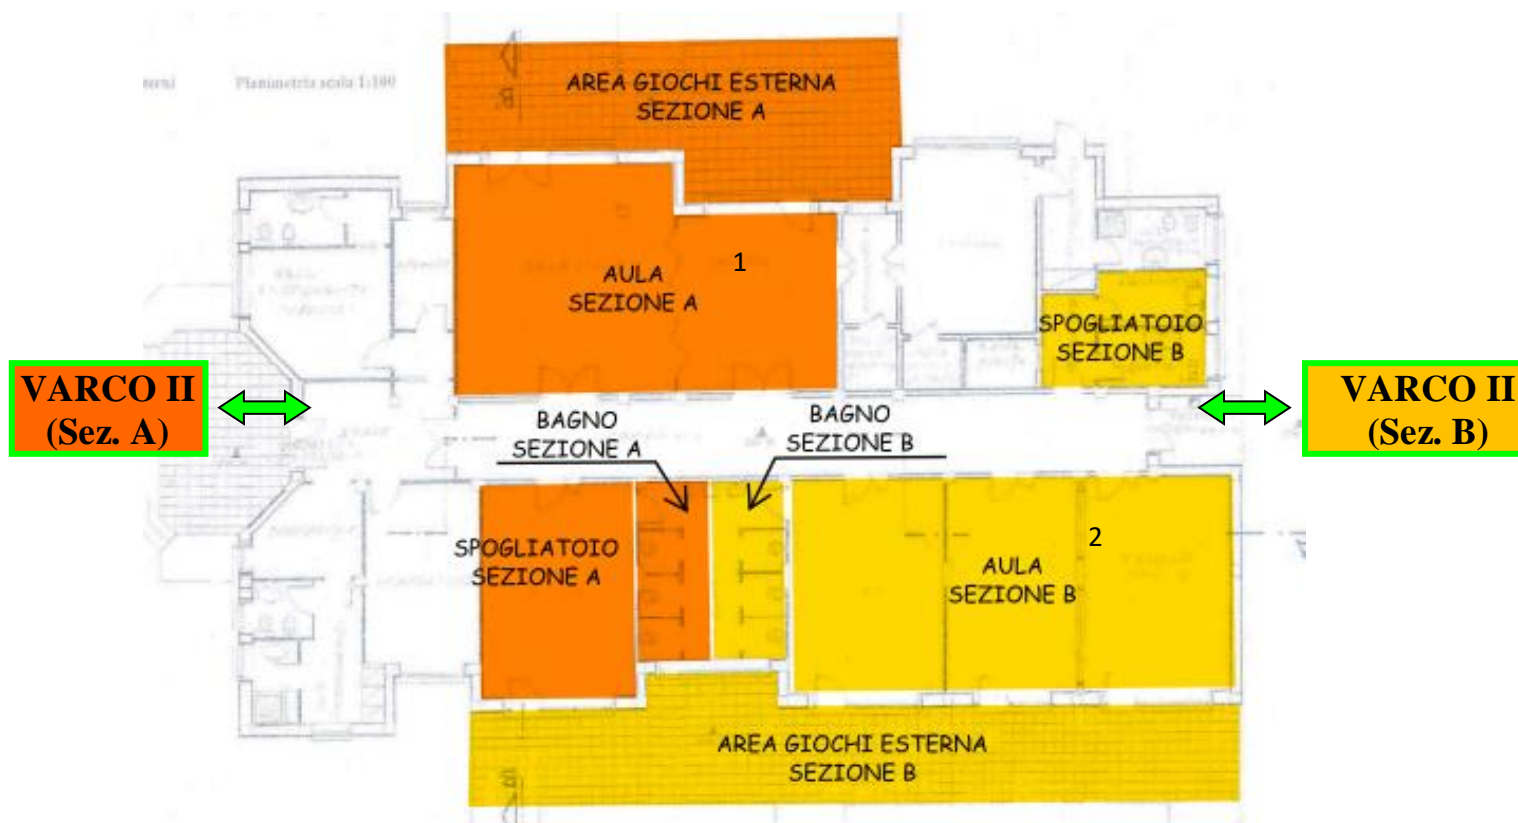 Planimetria scala 1:100
AREA GIOCHI ESTERNA
SEZIONE A
1
AULA
SEZIONE A
SPOGLIATOIO
SEZIONE B
VARCO II
(Sez. A)
VARCO II
(Sez. B)
BAGNO
SEZIONE A
BAGNO
SEZIONE B
SPOGLIATOIO
SEZIONE A
2
AULA
SEZIONE B
AREA GIOCHI ESTERNA
SEZIONE B